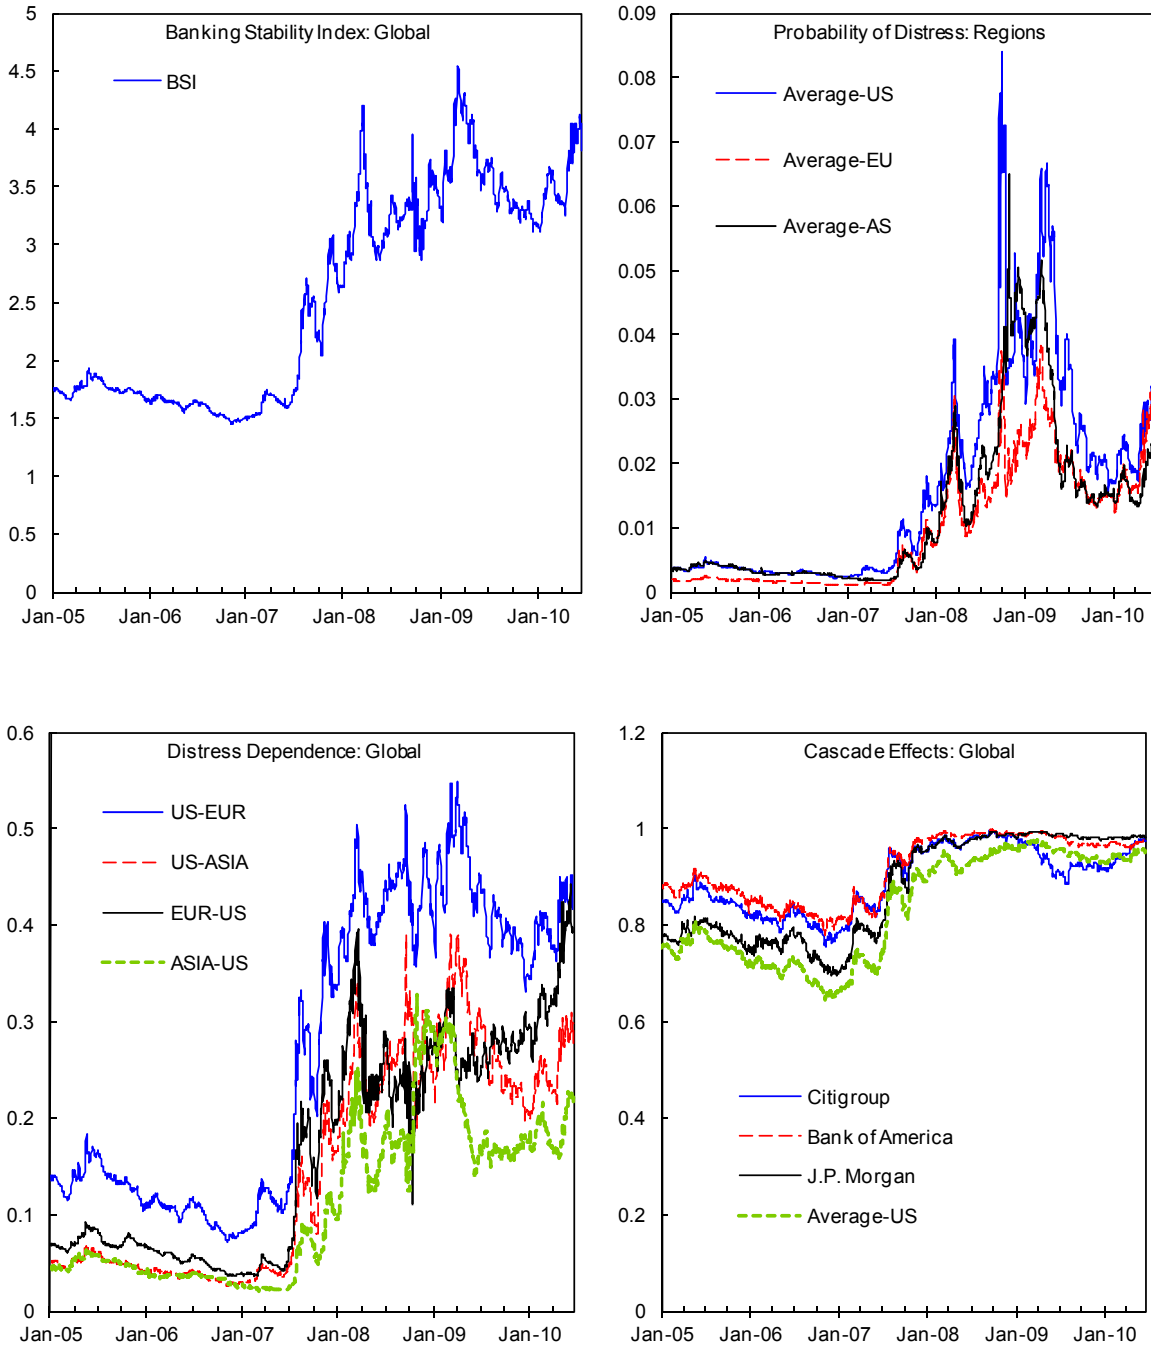 Banking Stability Index: Global
5
4.5
4
3.5
3
2.5
2
1.5
1
0.5
0
BSI
Jan-05 Jan-06 Jan-07 Jan-08 Jan-09 Jan-10
Probability of Distress: Regions
0.09
0.08
0.07
0.06
0.05
0.04
0.03
0.02
0.01
0
Average-US
Average-EU
Average-AS
Jan-05 Jan-06 Jan-07 Jan-08 Jan-09 Jan-10
Distress Dependence: Global
0.6
0.5
0.4
0.3
0.2
0.1
0
US-EUR
US-ASIA
EUR-US
ASIA-US
Jan-05 Jan-06 Jan-07 Jan-08 Jan-09 Jan-10
Cascade Effects: Global
1.2
1
0.8
0.6
0.4
0.2
0
Citigroup
Bank of America
J.P. Morgan
Average-US
Jan-05 Jan-06 Jan-07 Jan-08 Jan-09 Jan-10